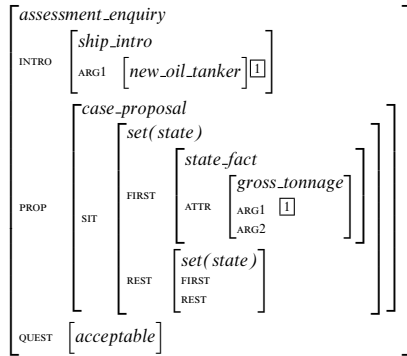 assessment_enquiry
INTRO
ship_intro
ARG1 new_oil_tanker 1
PROP
case_proposal
SIT
set(state)
FIRST
state_fact
ATTR
gross_tonnage
ARG1 1
ARG2
REST
set(state)
FIRST
REST
QUEST acceptable